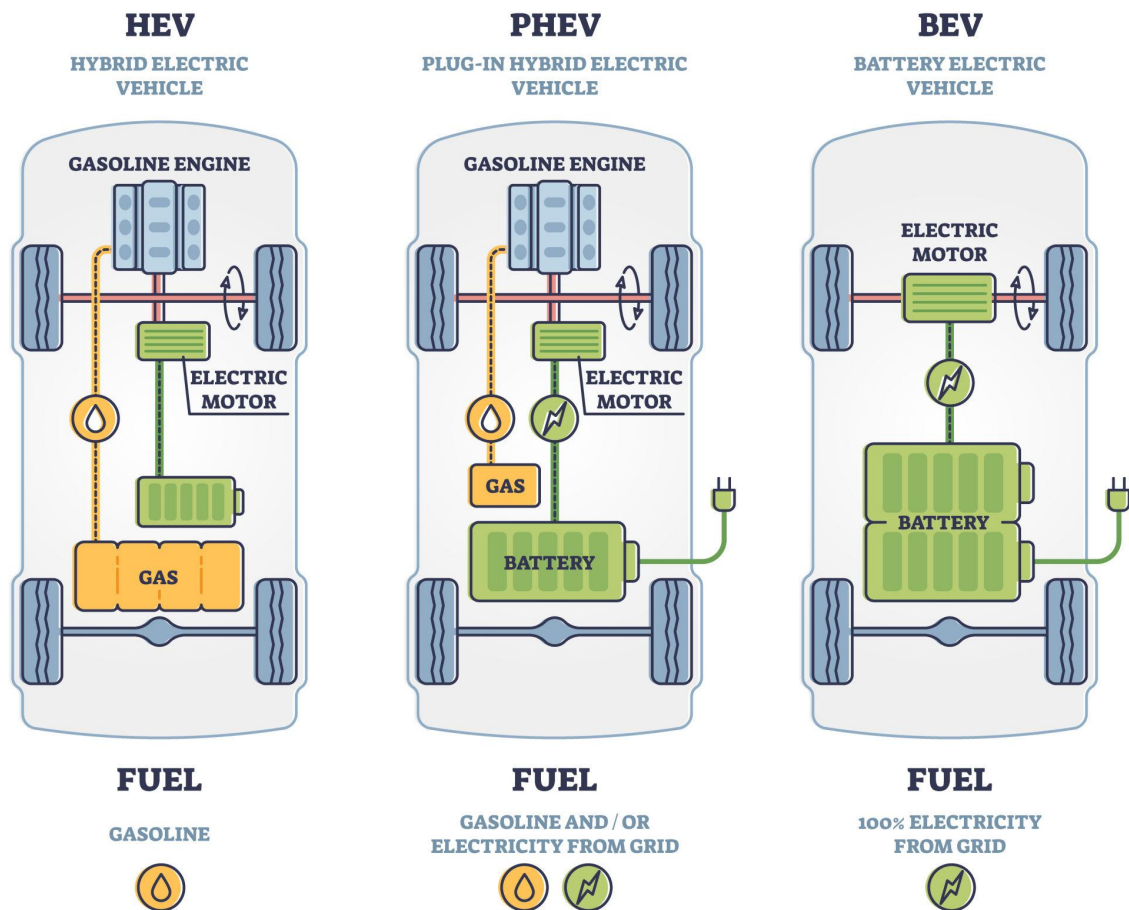 HEV
HYBRID ELECTRIC
VEHICLE
GASOLINE ENGINE
ELECTRIC
MOTOR
GAS
FUEL
GASOLINE
PHEV
PLUG-IN HYBRID ELECTRIC
VEHICLE
GASOLINE ENGINE
ELECTRIC
MOTOR
GAS
BATTERY
FUEL
GASOLINE AND / OR
ELECTRICITY FROM GRID
BEV
BATTERY ELECTRIC
VEHICLE
ELECTRIC
MOTOR
BATTERY
FUEL
100% ELECTRICITY
FROM GRID